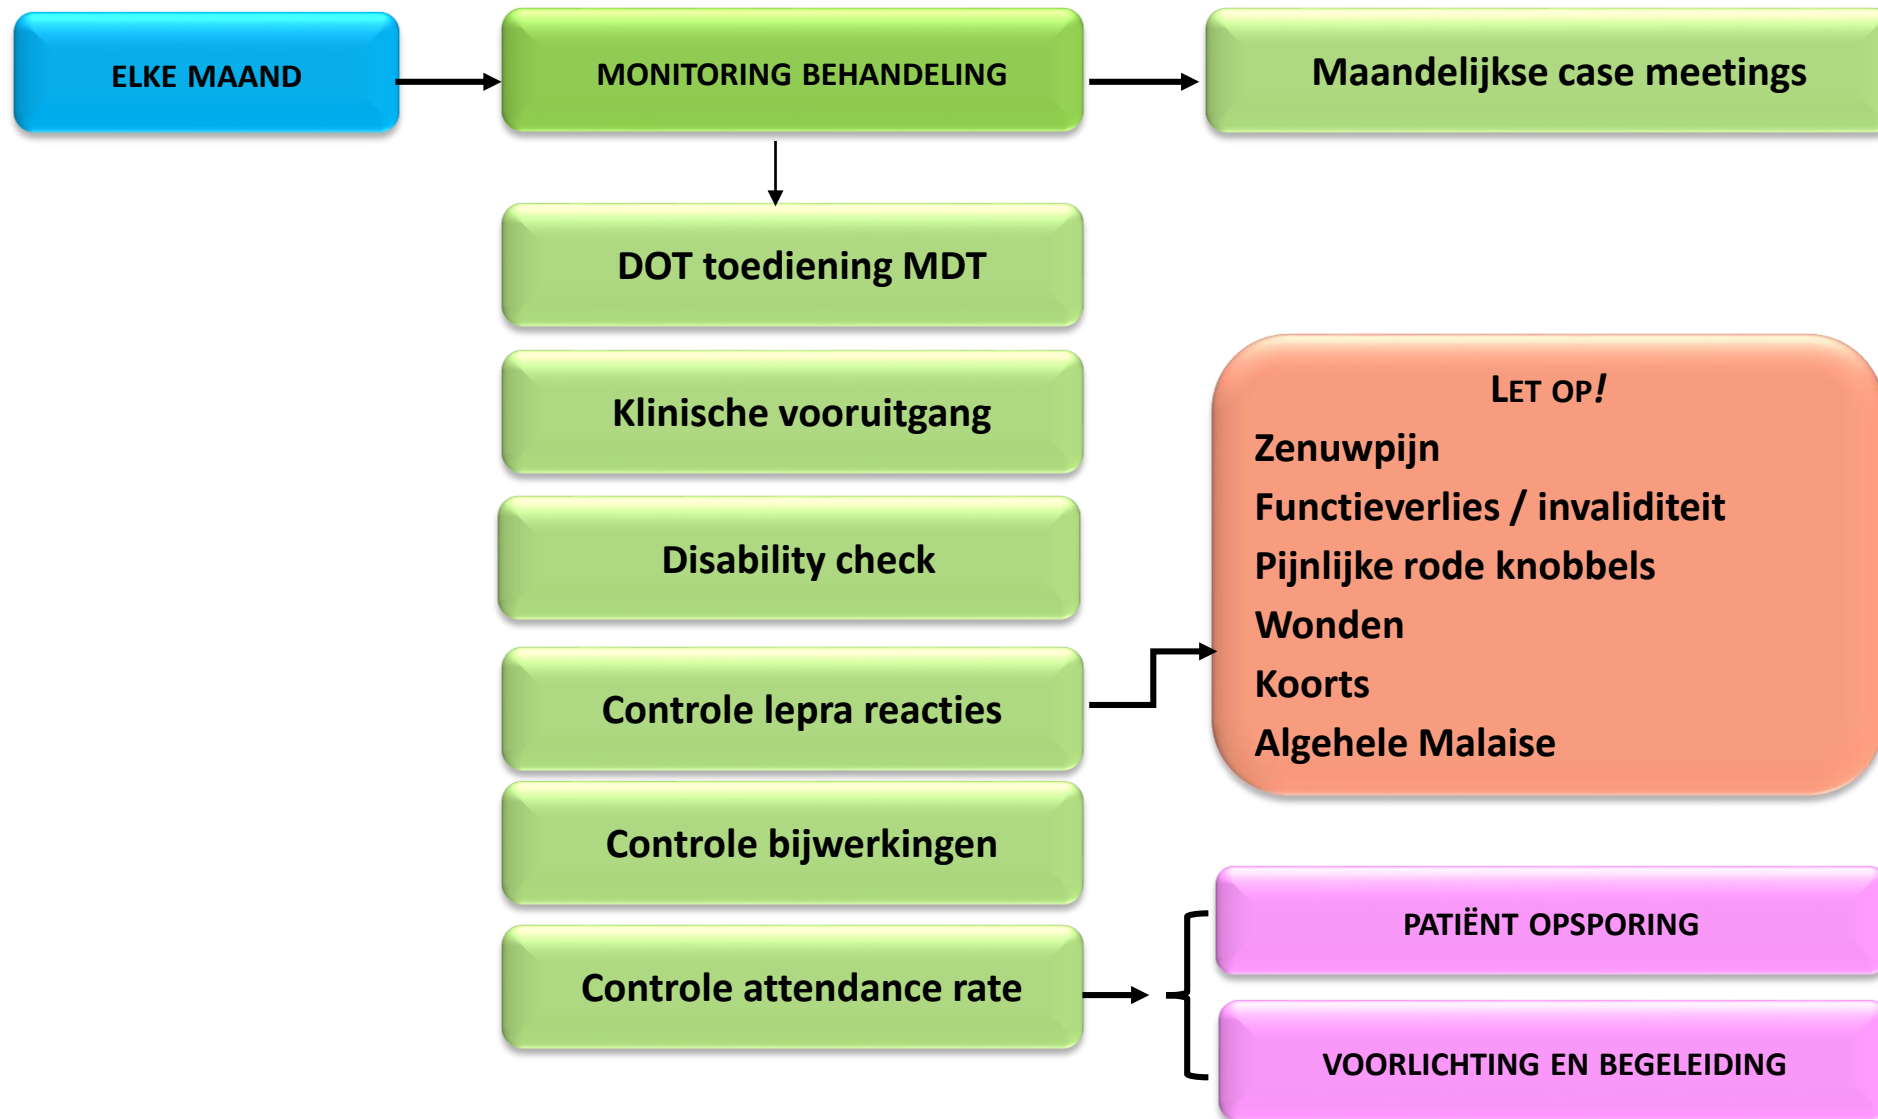 ELKE MAAND
MONITORING BEHANDELING
Maandelijkse case meetings
DOT toediening MDT
Klinische vooruitgang
Disability check
Controle lepra reacties
Controle bijwerkingen
Controle attendance rate
LET OP!
Zenuwpijn
Functieverlies / invaliditeit
Pijnlijke rode knobbels
Wonden
Koorts
Algehele Malaise
PATIËNT OPSPORING
VOORLICHTING EN BEGELEIDING